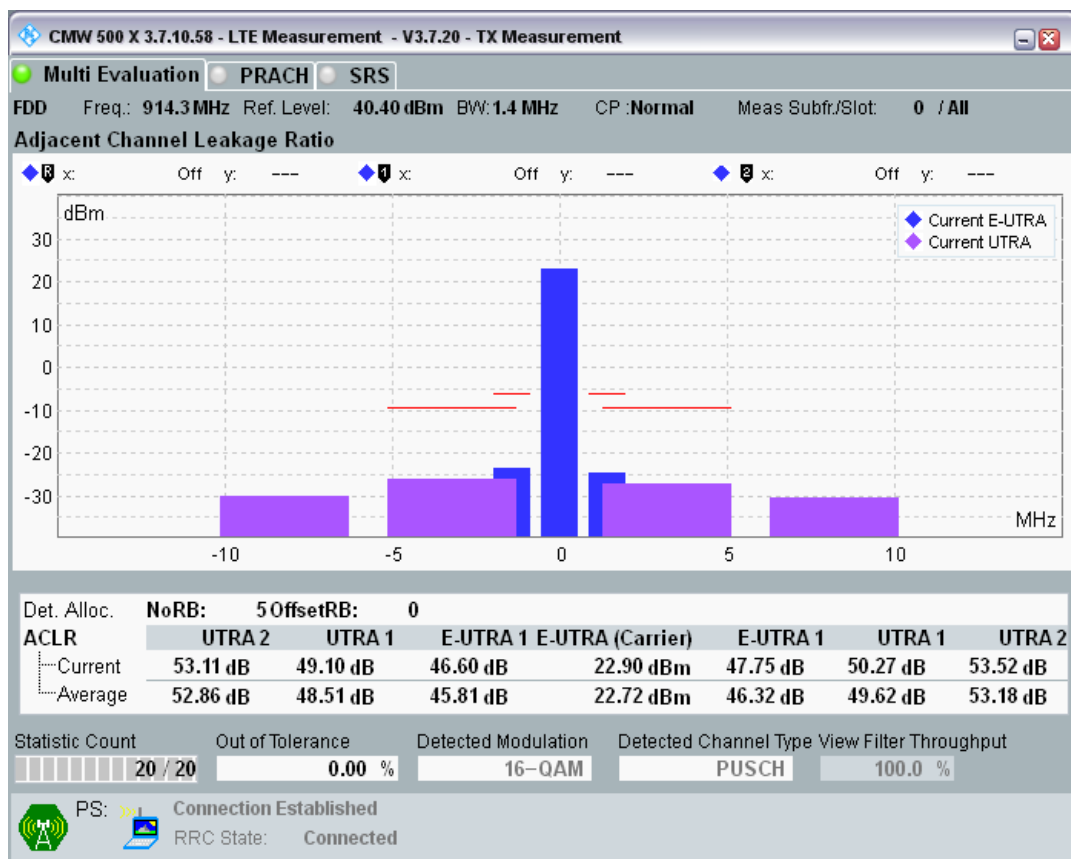 CMW 500 X 3.7.10.58 - LTE Measurement - V3.7.20 - TX Measurement
Multi Evaluation PRACH SRS
FDD Freq.: 914.3 MHz Ref. Level: 40.40 dBm BW: 1.4 MHz CP :Normal Meas Subfr./Slot: 0 / All
Adjacent Channel Leakage Ratio
R x: Off y: --- 1 x: Off y: --- 2 x: Off y: ---
dBm
Current E-UTRA
Current UTRA
30
20
10
0
-10
-20
-30
MHz
-10 -5 0 5 10
Det. Alloc. NoRB: 5 OffsetRB: 0
ACLR UTRA 2 UTRA 1 E-UTRA 1 E-UTRA (Carrier) E-UTRA 1 UTRA 1 UTRA 2
Current 53.11 dB 49.10 dB 46.60 dB 22.90 dBm 47.75 dB 50.27 dB 53.52 dB
Average 52.86 dB 48.51 dB 45.81 dB 22.72 dBm 46.32 dB 49.62 dB 53.18 dB
Statistic Count Out of Tolerance Detected Modulation Detected Channel Type View Filter Throughput
20 / 20 0.00 % 16-QAM PUSCH 100.0 %
PS: Connection Established
RRC State: Connected